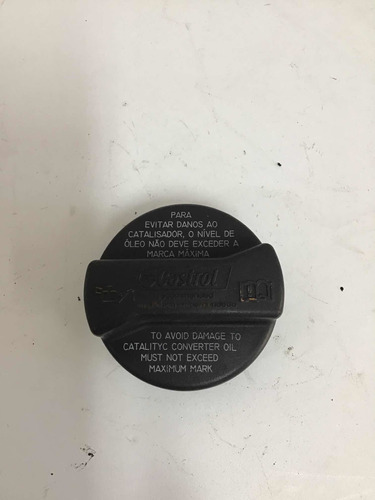 PARA
EVITAR DANOS AO
CATALISADOR, O NÍVEL DE
ÓLEO NÃO DEVE EXCEDER A
MARCA MÁXIMA
Castrol
TO AVOID DAMAGE TO
CATALITYC CONVERTER OIL
MUST NOT EXCEED
MAXIMUM MARK